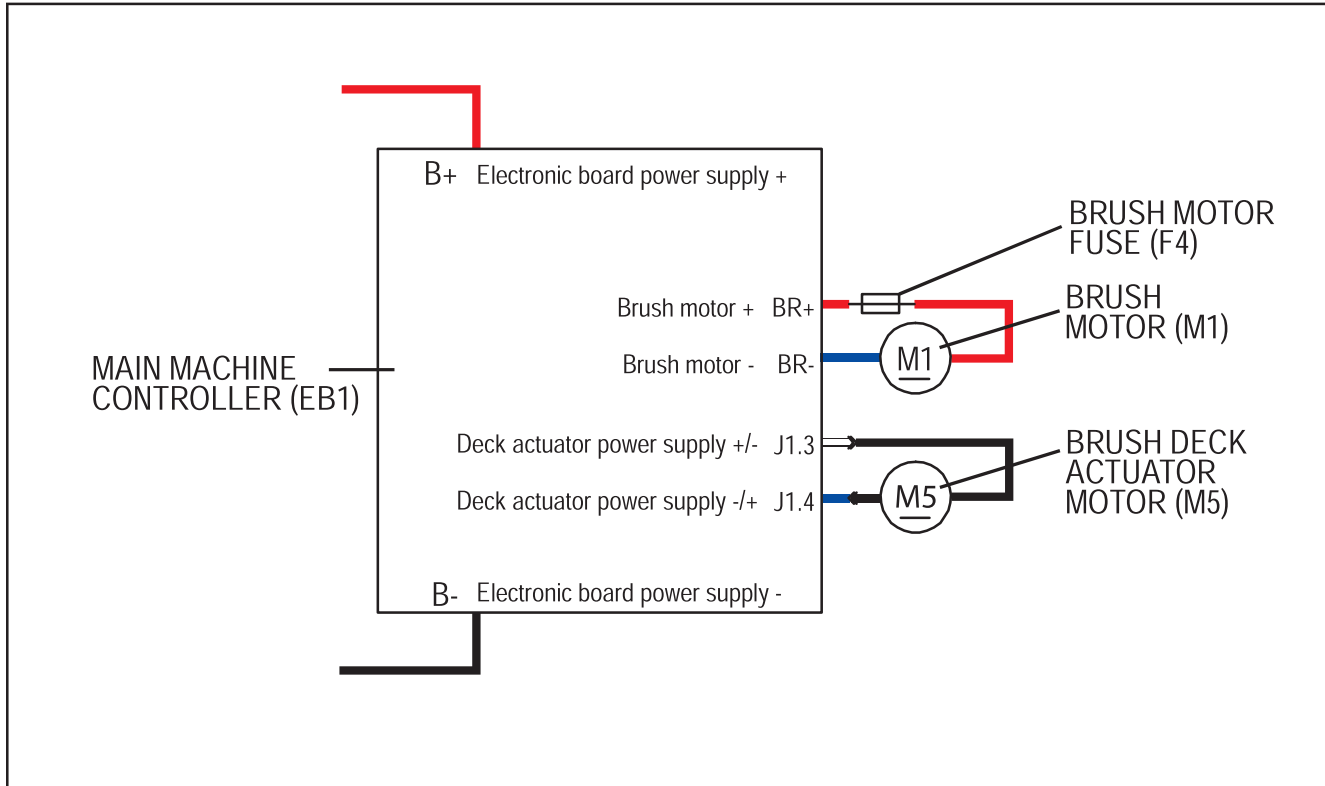 B+ Electronic board power supply +
BRUSH MOTOR
FUSE (F4)
Brush motor + BR+
BRUSH
MOTOR (M1)
Brush motor - BR-
M1
MAIN MACHINE
CONTROLLER (EB1)
Deck actuator power supply +/- J1.3
BRUSH DECK
ACTUATOR
MOTOR (M5)
Deck actuator power supply -/+ J1.4
M5
B- Electronic board power supply -